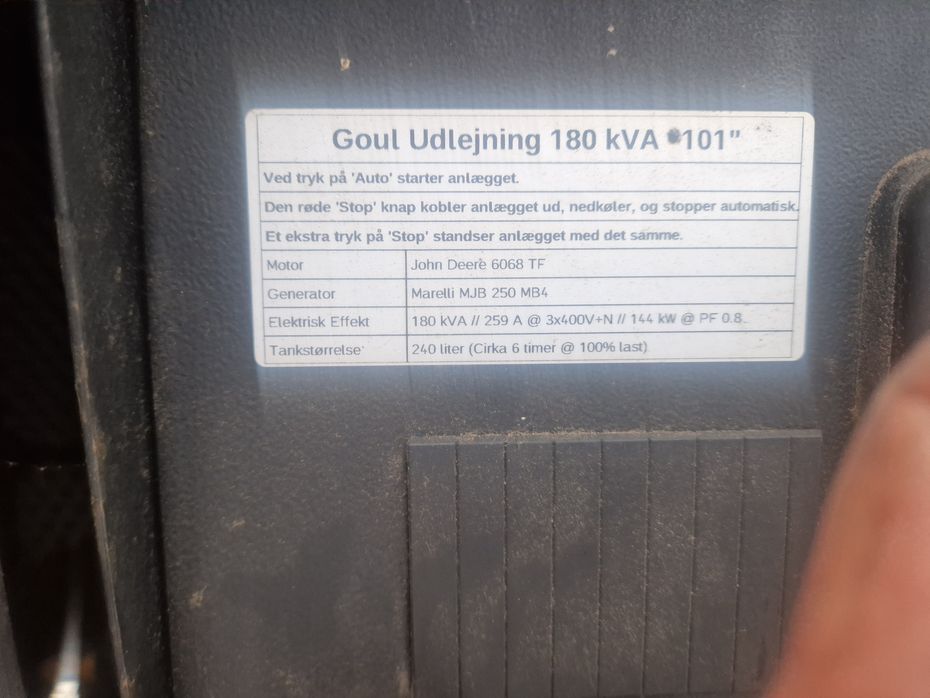 Goul Udlejning 180 kVA "101"
Ved tryk på 'Auto' starter anlægget.
Den røde 'Stop' knap kobler anlægget ud, nedkøler, og stopper automatisk.
Et ekstra tryk på 'Stop' standser anlægget med det samme.
Motor John Deere 6068 TF
Generator Marelli MJB 250 MB4
Elektrisk Effekt 180 kVA // 259 A @ 3x400V+N // 144 kW @ PF 0.8
Tankstørrelse 240 liter (Cirka 6 timer @ 100% last)